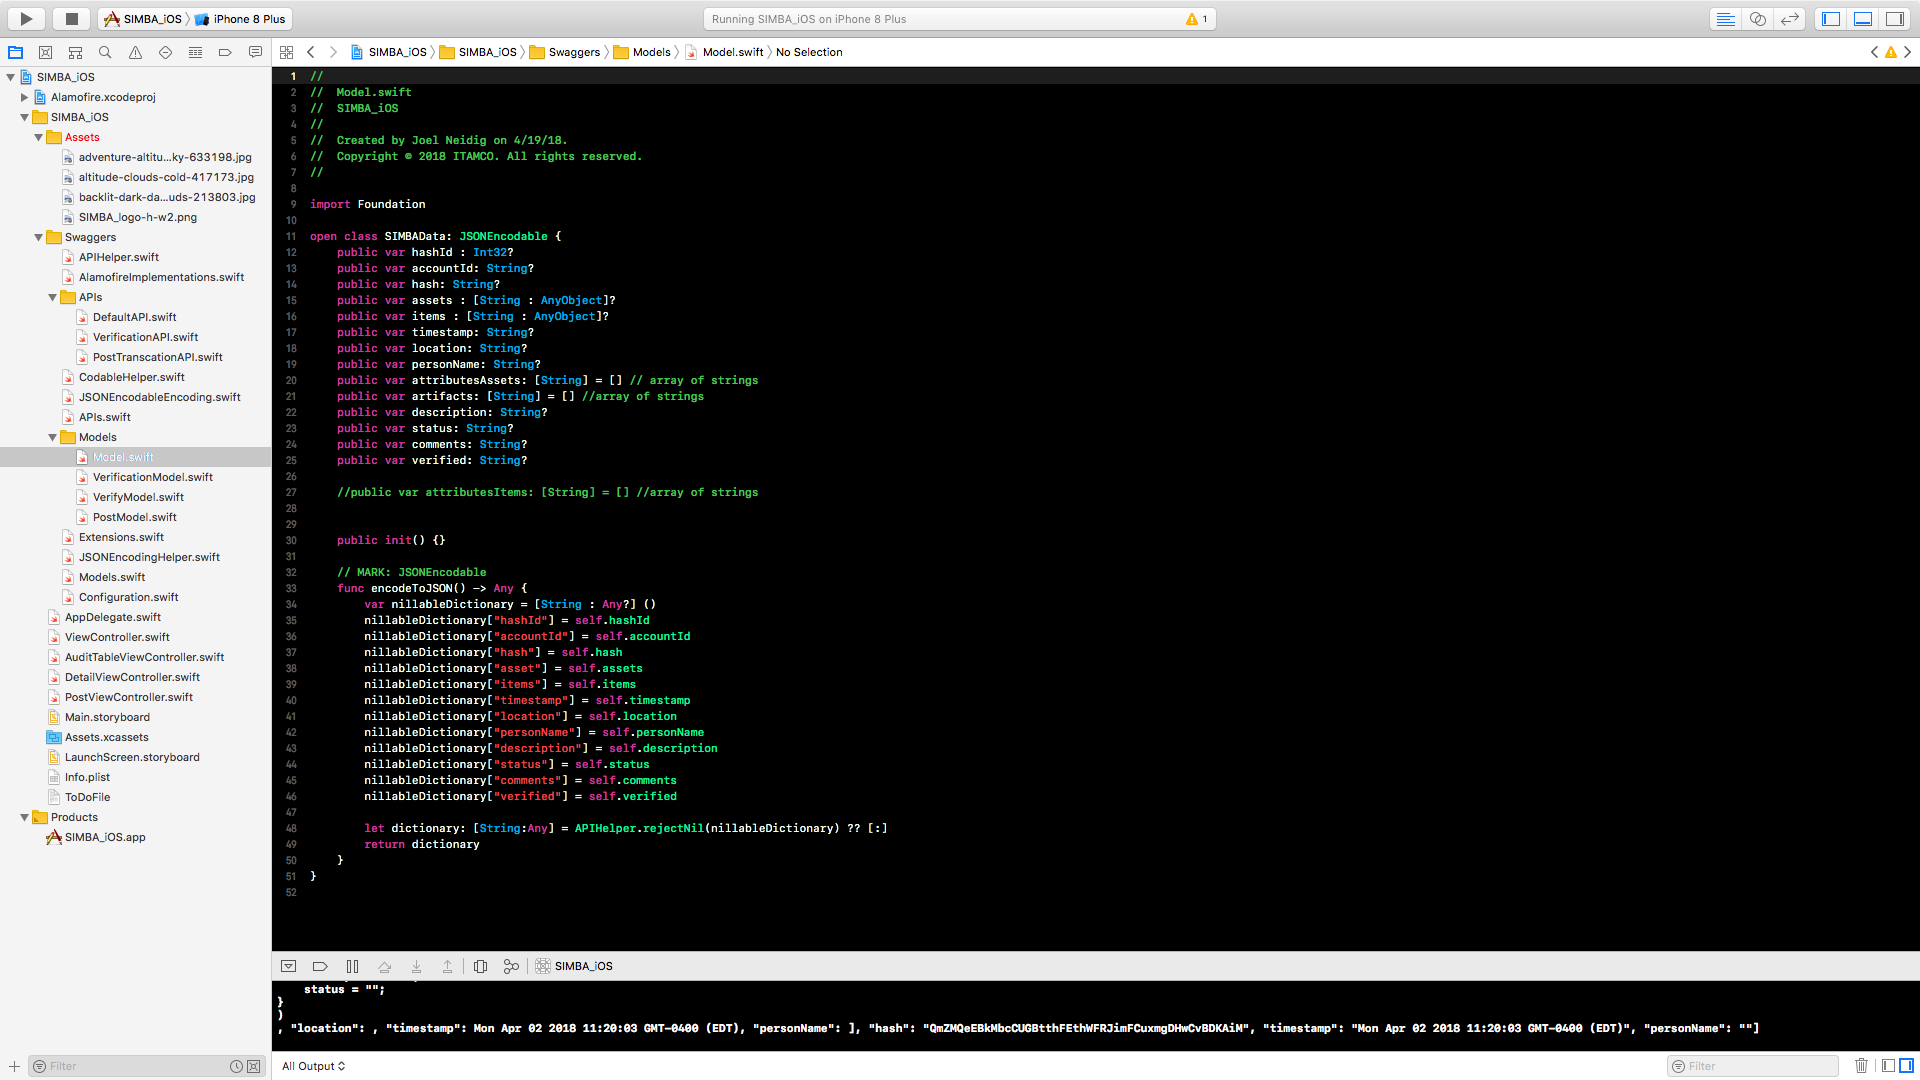 SIMBA_iOS
iPhone 8 Plus
Running SIMBA_iOS on iPhone 8 Plus
1
SIMBA_iOS
SIMBA_iOS
Swaggers
Models
Model.swift
No Selection
SIMBA_iOS
Alamofire.xcodeproj
SIMBA_iOS
Assets
adventure-altitu...ky-633198.jpg
altitude-clouds-cold-417173.jpg
backlit-dark-da...uds-213803.jpg
SIMBA_logo-h-w2.png
Swaggers
APIHelper.swift
AlamofireImplementations.swift
APIs
DefaultAPI.swift
VerificationAPI.swift
PostTranscationAPI.swift
CodableHelper.swift
JSONEncodableEncoding.swift
APIs.swift
Models
Model.swift
VerificationModel.swift
VerifyModel.swift
PostModel.swift
Extensions.swift
JSONEncodingHelper.swift
Models.swift
Configuration.swift
AppDelegate.swift
ViewController.swift
AuditTableViewController.swift
DetailViewController.swift
PostViewController.swift
Main.storyboard
Assets.xcassets
LaunchScreen.storyboard
Info.plist
ToDoFile
Products
SIMBA_iOS.app
Filter
1 //
2 //  Model.swift
3 //  SIMBA_iOS
4 //
5 //  Created by Joel Neidig on 4/19/18.
6 //  Copyright © 2018 ITAMCO. All rights reserved.
7 //
8
9 import Foundation
10
11 open class SIMBAData: JSONEncodable {
12     public var hashId : Int32?
13     public var accountId: String?
14     public var hash: String?
15     public var assets : [String : AnyObject]?
16     public var items : [String : AnyObject]?
17     public var timestamp: String?
18     public var location: String?
19     public var personName: String?
20     public var attributesAssets: [String] = [] // array of strings
21     public var artifacts: [String] = [] //array of strings
22     public var description: String?
23     public var status: String?
24     public var comments: String?
25     public var verified: String?
26
27     //public var attributesItems: [String] = [] //array of strings
28
29
30     public init() {}
31
32     // MARK: JSONEncodable
33     func encodeToJSON() -> Any {
34         var nillableDictionary = [String : Any?] ()
35         nillableDictionary["hashId"] = self.hashId
36         nillableDictionary["accountId"] = self.accountId
37         nillableDictionary["hash"] = self.hash
38         nillableDictionary["asset"] = self.assets
39         nillableDictionary["items"] = self.items
40         nillableDictionary["timestamp"] = self.timestamp
41         nillableDictionary["location"] = self.location
42         nillableDictionary["personName"] = self.personName
43         nillableDictionary["description"] = self.description
44         nillableDictionary["status"] = self.status
45         nillableDictionary["comments"] = self.comments
46         nillableDictionary["verified"] = self.verified
47
48         let dictionary: [String:Any] = APIHelper.rejectNil(nillableDictionary) ?? [:]
49         return dictionary
50     }
51 }
52
SIMBA_iOS
status = "";
}
)
, "location": , "timestamp": Mon Apr 02 2018 11:20:03 GMT-0400 (EDT), "personName": ], "hash": "QmZMQeEBkMbcCUGBtthFEthWFRJimFCuxmgDHwCvBDKAiM", "timestamp": "Mon Apr 02 2018 11:20:03 GMT-0400 (EDT)", "personName": ""]
All Output
Filter